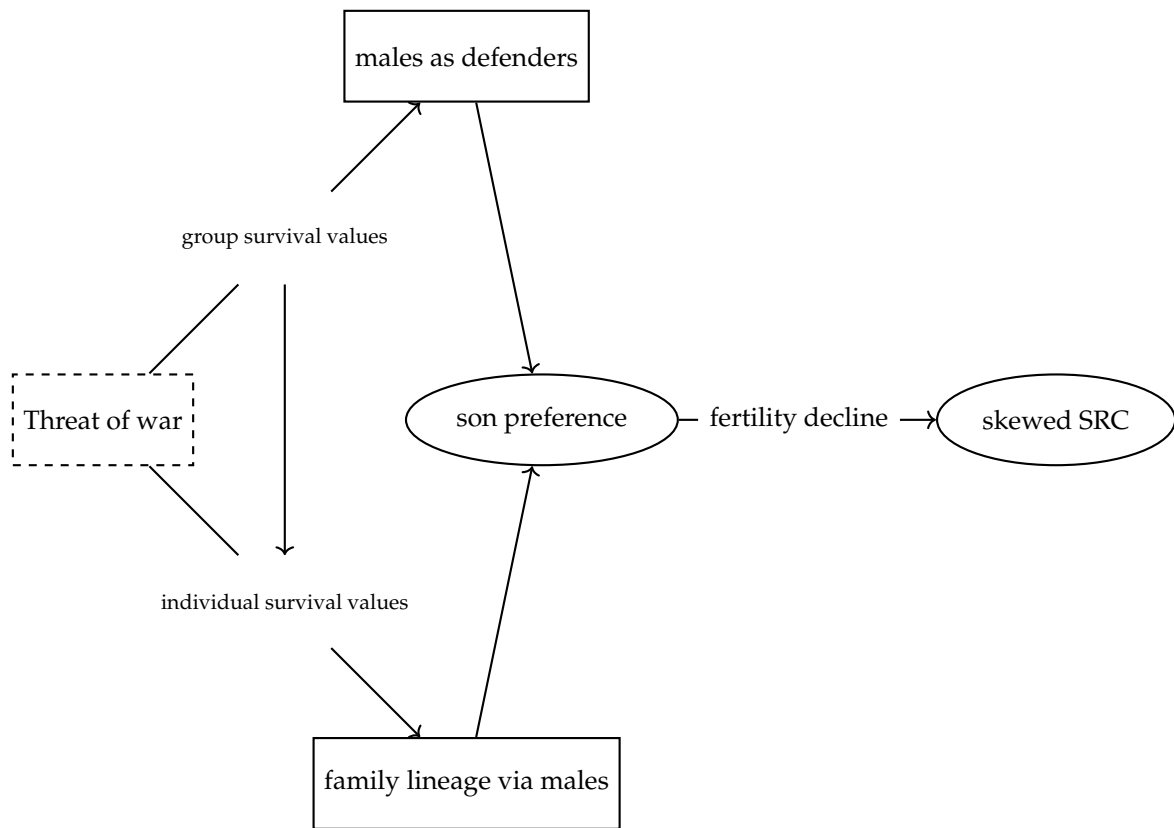 males as defenders
group survival values
Threat of war
son preference
fertility decline
skewed SRC
individual survival values
family lineage via males